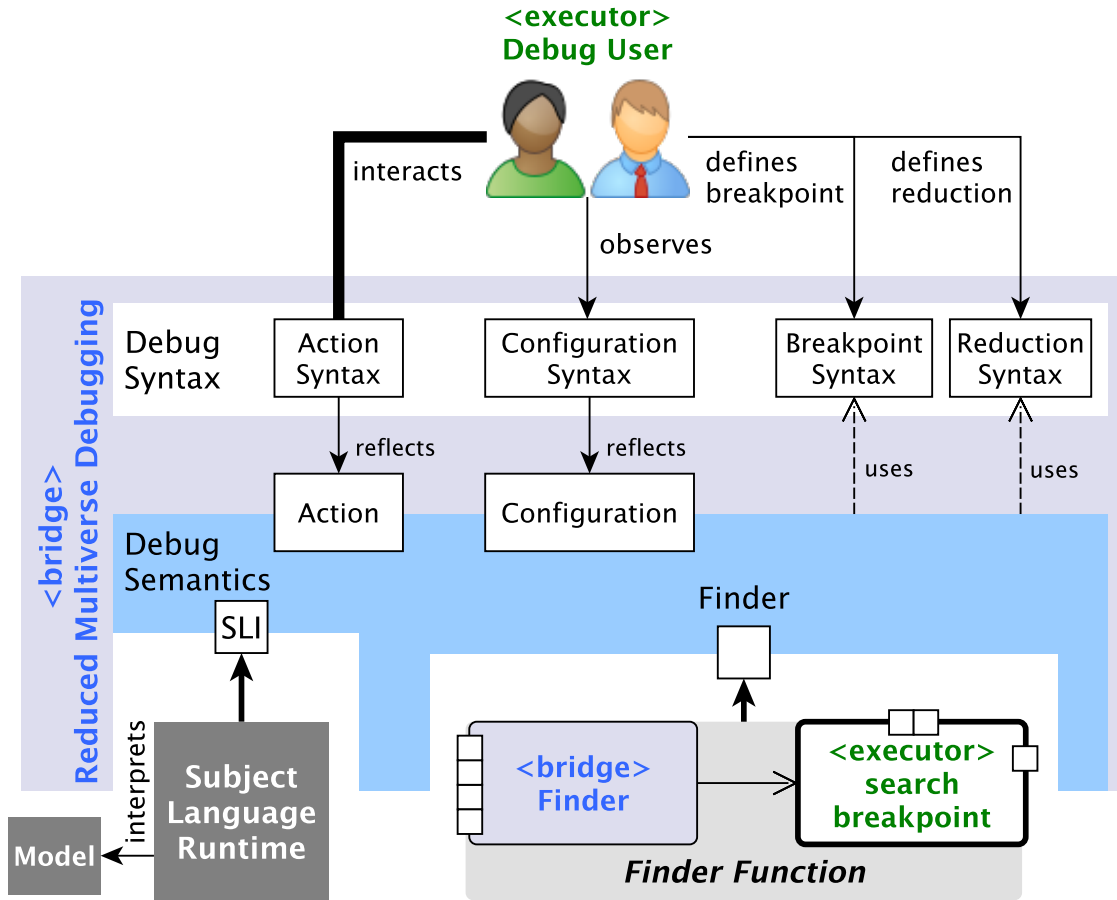 <executor>
Debug User
interacts
defines
breakpoint
defines
reduction
observes
<bridge>
Reduced Multiverse Debugging
Debug
Syntax
Action
Syntax
Configuration
Syntax
Breakpoint
Syntax
Reduction
Syntax
reflects
reflects
uses
uses
Action
Configuration
Debug
Semantics
SLI
Finder
interprets
Subject
Language
Runtime
Model
<bridge>
Finder
<executor>
search
breakpoint
Finder Function